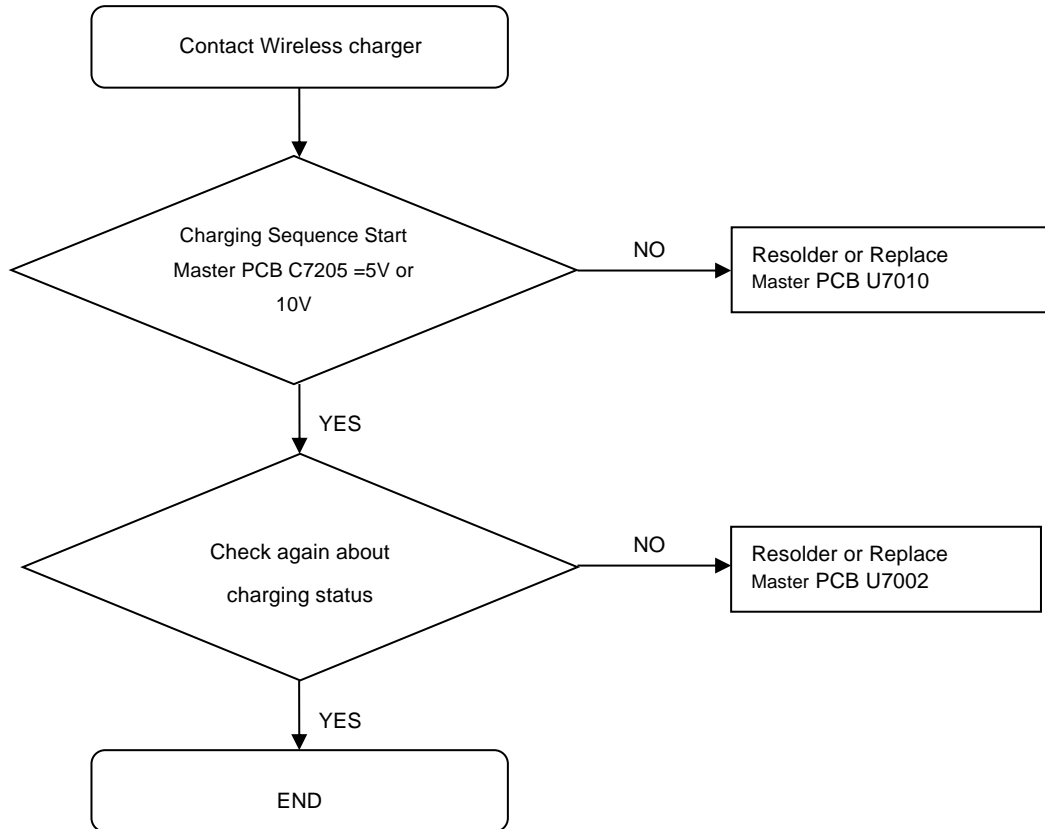 Contact Wireless charger
Charging Sequence Start
Master PCB C7205 =5V or
10V
NO
Resolder or Replace
Master PCB U7010
YES
Check again about
charging status
NO
Resolder or Replace
Master PCB U7002
YES
END